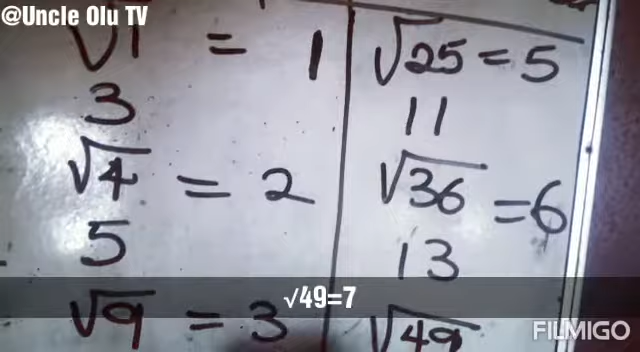 @Uncle Olu TV
√1 = 1
3
√4 = 2
5
√9 = 3
√25 = 5
11
√36 = 6
13
√49
√49=7
FILMIGO